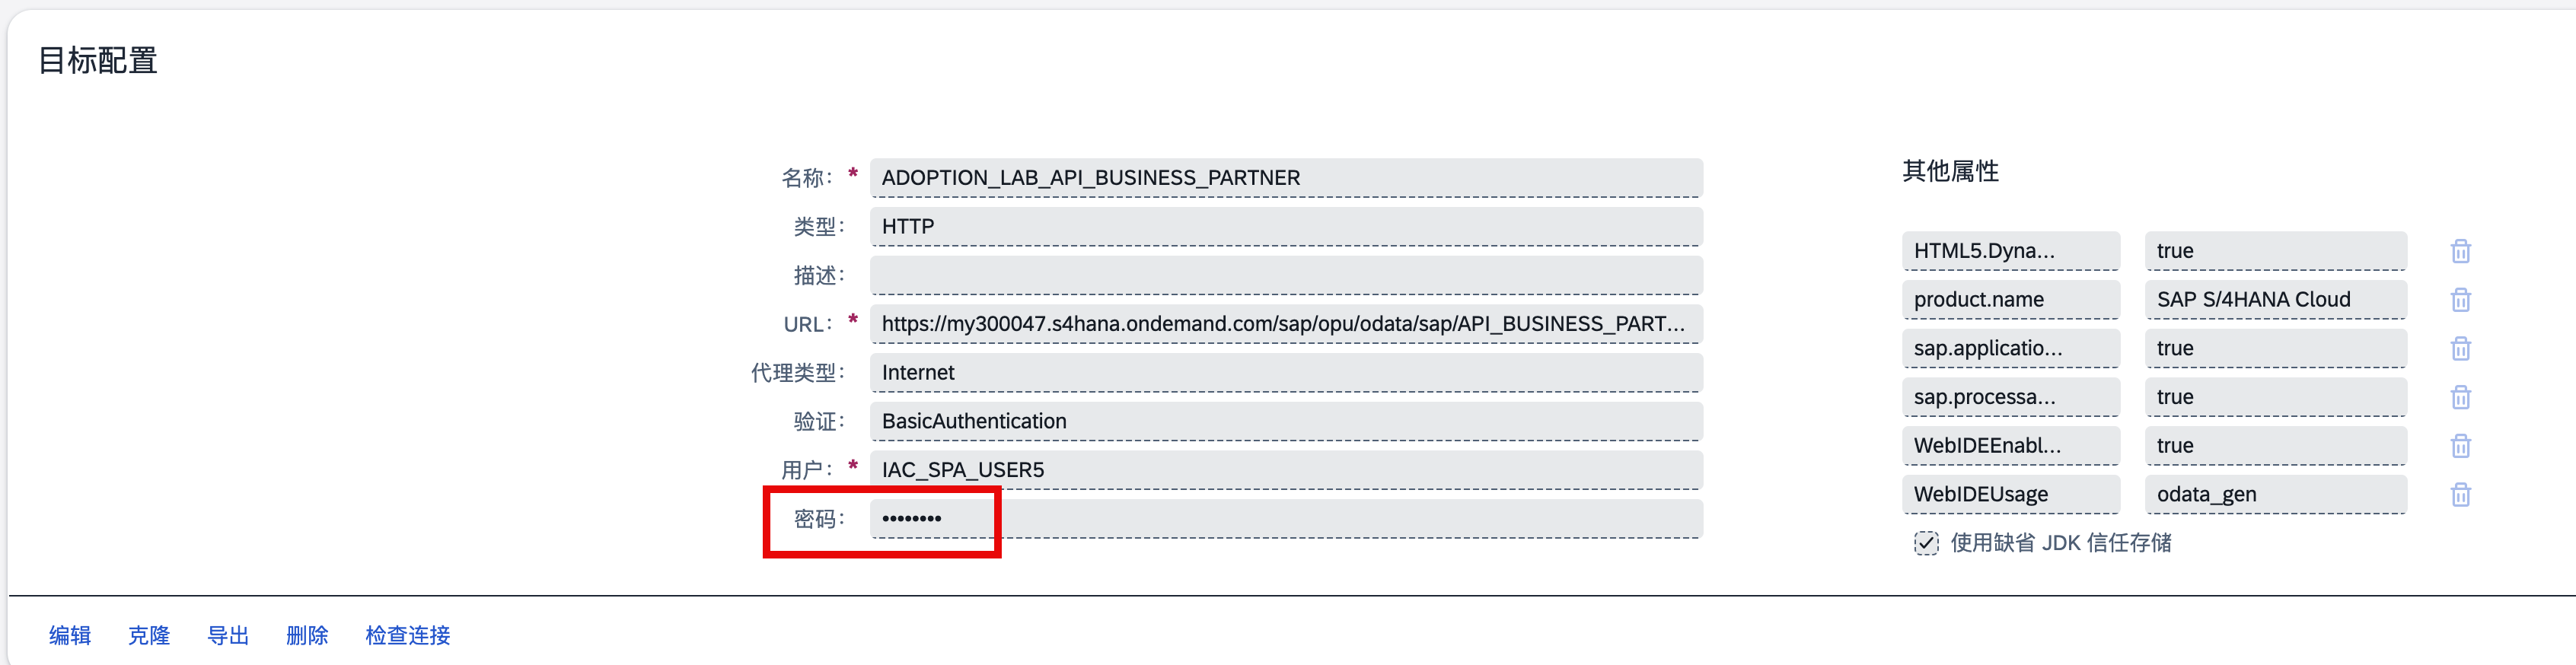 目标配置
名称: * ADOPTION_LAB_API_BUSINESS_PARTNER
类型: HTTP
描述:
URL: * https://my300047.s4hana.ondemand.com/sap/opu/odata/sap/API_BUSINESS_PART...
代理类型: Internet
验证: BasicAuthentication
用户: * IAC_SPA_USER5
密码: ••••••••
其他属性
HTML5.Dyna... true
product.name SAP S/4HANA Cloud
sap.applicatio... true
sap.processa... true
WebIDEEnabl... true
WebIDEUsage odata_gen
使用缺省 JDK 信任存储
编辑 克隆 导出 删除 检查连接